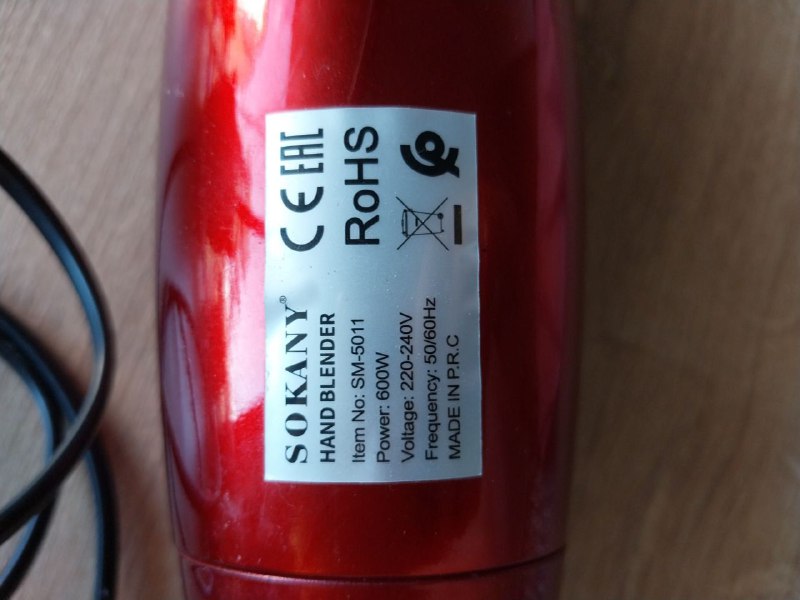 SOKANY®
HAND BLENDER
Item No: SM-5011
Power: 600W
Voltage: 220-240V
Frequency: 50/60Hz
MADE IN P.R.C
CE EAC
RoHS